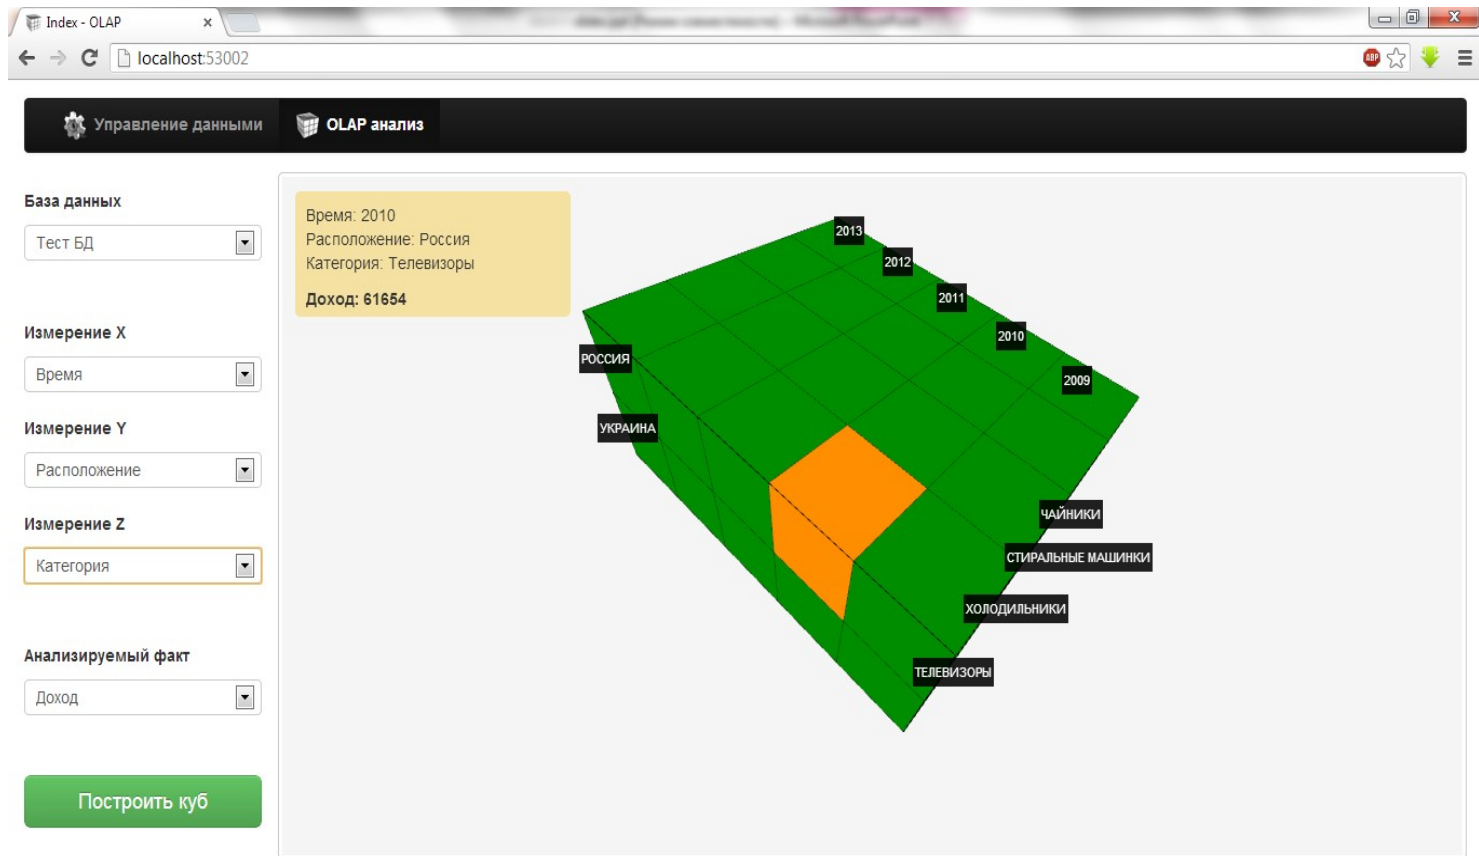 Index - OLAP
localhost:53002
ABP
Управление данными
OLAP анализ
База данных
Тест БД
Измерение X
Время
Измерение Y
Расположение
Измерение Z
Категория
Анализируемый факт
Доход
Построить куб
Время: 2010
Расположение: Россия
Категория: Телевизоры
Доход: 61654
2013
2012
2011
2010
2009
РОССИЯ
УКРАИНА
ЧАЙНИКИ
СТИРАЛЬНЫЕ МАШИНКИ
ХОЛОДИЛЬНИКИ
ТЕЛЕВИЗОРЫ